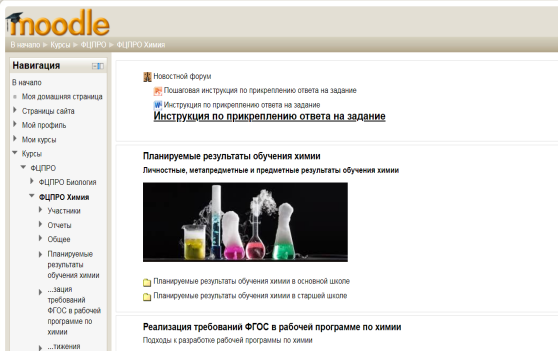 moodle
В начало ► Курсы ► ФЦПРО ► ФЦПРО Химия
Навигация
В начало
Моя домашняя страница
Страницы сайта
Мой профиль
Мои курсы
Курсы
ФЦПРО
ФЦПРО Биология
ФЦПРО Химия
Участники
Отчеты
Общее
Планируемые
результаты
обучения химии
...зация
требований
ФГОС в рабочей
программе по
химии
...тижения
Новостной форум
Пошаговая инструкция по прикреплению ответа на задание
Инструкция по прикреплению ответа на задание
Инструкция по прикреплению ответа на задание
Планируемые результаты обучения химии
Личностные, метапредметные и предметные результаты обучения химии
Планируемые результаты обучения химии в основной школе
Планируемые результаты обучения химии в старшей школе
Реализация требований ФГОС в рабочей программе по химии
Подходы к разработке рабочей программы по химии